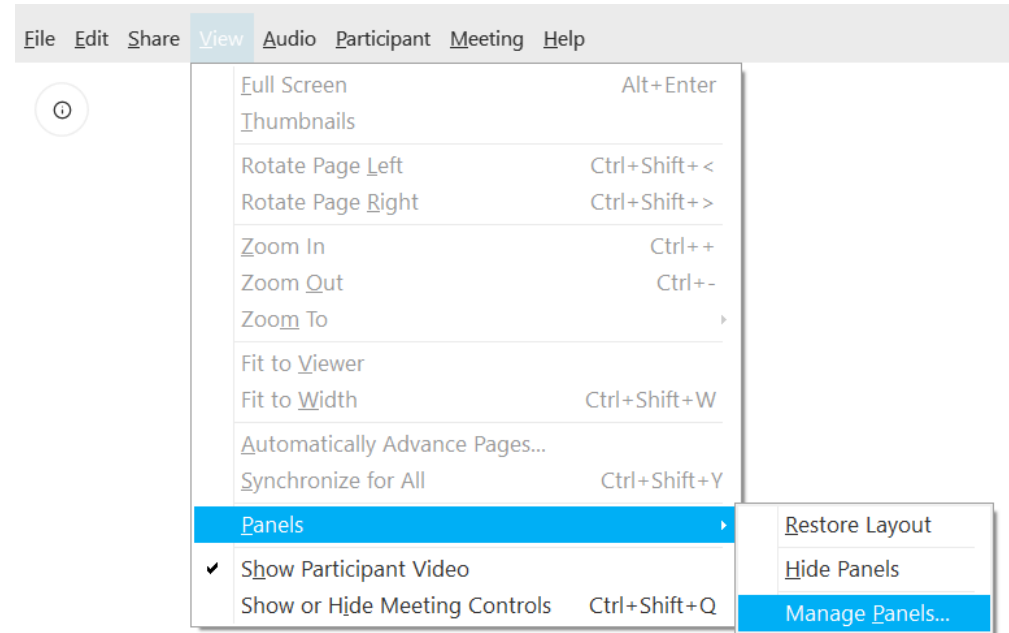 File Edit Share View Audio Participant Meeting Help
Full Screen Alt+Enter
Thumbnails
Rotate Page Left Ctrl+Shift+<
Rotate Page Right Ctrl+Shift+>
Zoom In Ctrl++
Zoom Out Ctrl+-
Zoom To
Fit to Viewer
Fit to Width Ctrl+Shift+W
Automatically Advance Pages...
Synchronize for All Ctrl+Shift+Y
Panels
Show Participant Video
Show or Hide Meeting Controls Ctrl+Shift+Q
Restore Layout
Hide Panels
Manage Panels...